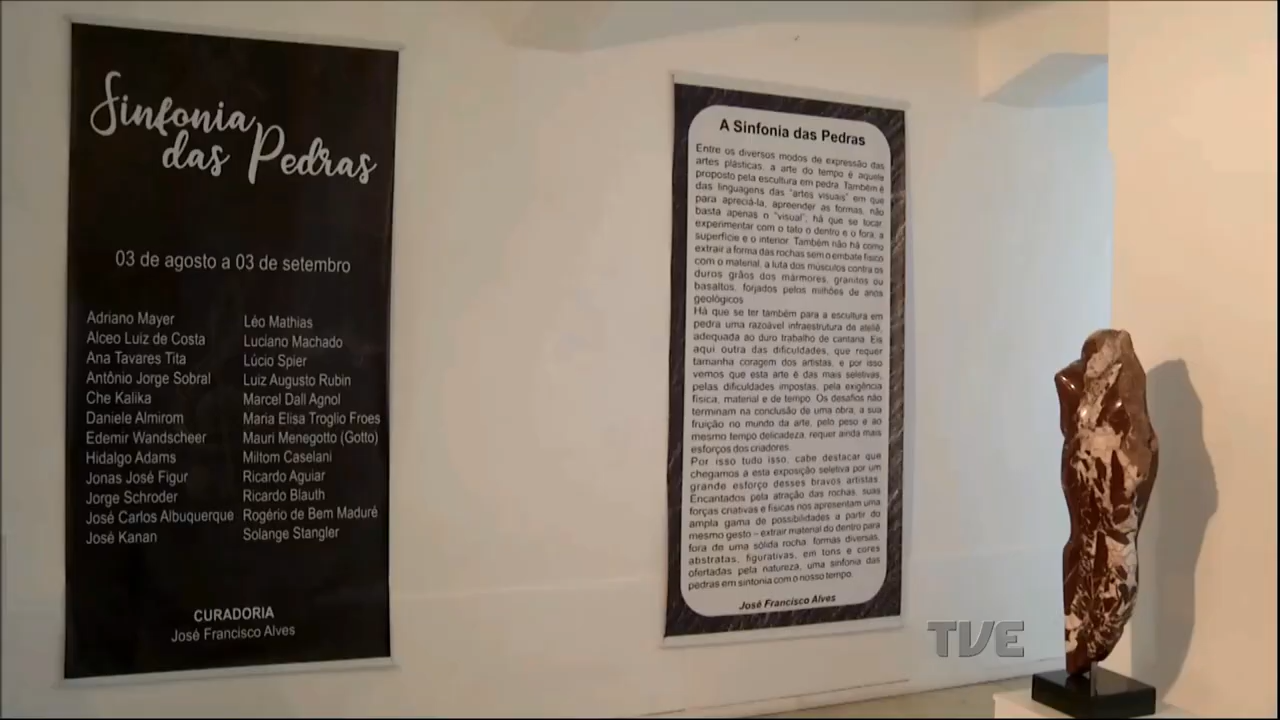 Sinfonia
das Pedras
03 de agosto a 03 de setembro
Adriano Mayer
Alceo Luiz de Costa
Ana Tavares Tita
Antônio Jorge Sobral
Che Kalika
Daniele Almirom
Edemir Wandscheer
Hidalgo Adams
Jonas José Figur
Jorge Schroder
José Carlos Albuquerque
José Kanan
Léo Mathias
Luciano Machado
Lúcio Spier
Luiz Augusto Rubin
Marcel Dall Agnol
Maria Elisa Troglio Froes
Mauri Menegotto (Gotto)
Miltom Caselani
Ricardo Aguiar
Ricardo Blauth
Rogério de Bem Maduré
Solange Stangler
CURADORIA
José Francisco Alves
A Sinfonia das Pedras
Entre os diversos modos de expressão das
artes plásticas, a arte do tempo é aquele
proposto pela escultura em pedra. Também é
das linguagens das "artes visuais" em que
para apreciá-la, apreender as formas, não
basta apenas o "visual"; há que se tocar,
experimentar com o tato o dentro e o fora, a
superfície e o interior. Também não há como
extrair a forma das rochas sem o embate físico
com o material, a luta dos músculos contra os
duros grãos dos mármores, granitos ou
basaltos, forjados pelos milhões de anos
geológicos.
Há que se ter também para a escultura em
pedra uma razoável infraestrutura de ateliê,
adequada ao duro trabalho de cantaria. Eis
aqui outra das dificuldades, que requer
tamanha coragem dos artistas, e por isso
vemos que esta arte é das mais seletivas,
pelas dificuldades impostas, pela exigência
física, material e de tempo. Os desafios não
terminam na conclusão de uma obra, a sua
fruição no mundo da arte, pelo peso e ao
mesmo tempo delicadeza, requer ainda mais
esforços dos criadores.
Por isso tudo isso, cabe destacar que
chegamos a esta exposição seletiva por um
grande esforço desses bravos artistas.
Encantados pela atração das rochas, suas
forças criativas e físicas nos apresentam uma
ampla gama de possibilidades a partir do
mesmo gesto – extrair material do dentro para
fora de uma sólida rocha: formas diversas,
abstratas, figurativas, em tons e cores
ofertadas pela natureza, uma sinfonia das
pedras em sintonia com o nosso tempo.
José Francisco Alves
TVE